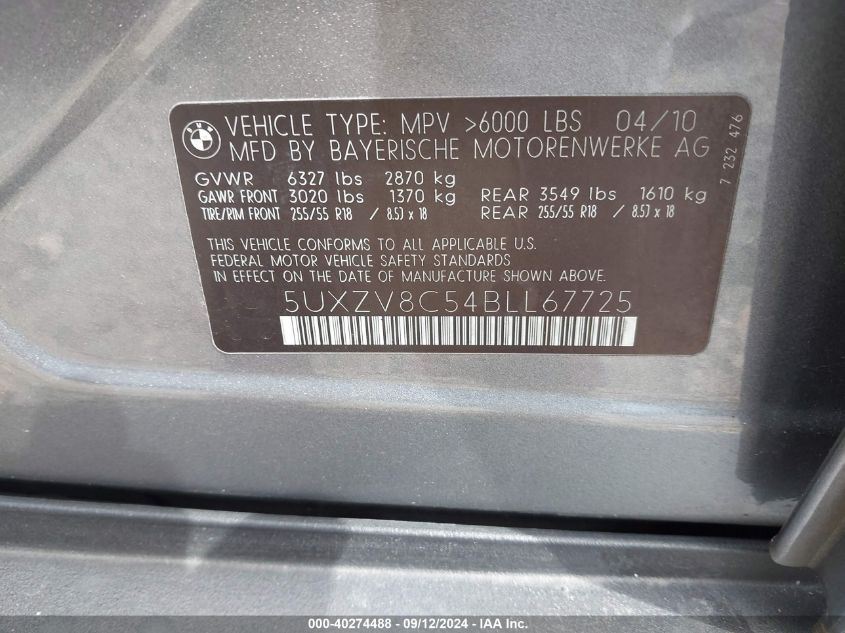 BMW
VEHICLE TYPE: MPV >6000 LBS 04/10
MFD BY BAYERISCHE MOTORENWERKE AG
7 232 476
GVWR 6327 lbs 2870 kg
GAWR FRONT 3020 lbs 1370 kg REAR 3549 lbs 1610 kg
TIRE/RIM FRONT 255/55 R18 / 8.5J x 18 REAR 255/55 R18 / 8.5J x 18
THIS VEHICLE CONFORMS TO ALL APPLICABLE U.S.
FEDERAL MOTOR VEHICLE SAFETY STANDARDS
IN EFFECT ON THE DATE OF MANUFACTURE SHOWN ABOVE.
5UXZV8C54BLL67725
000-40274488 - 09/12/2024 - IAA Inc.